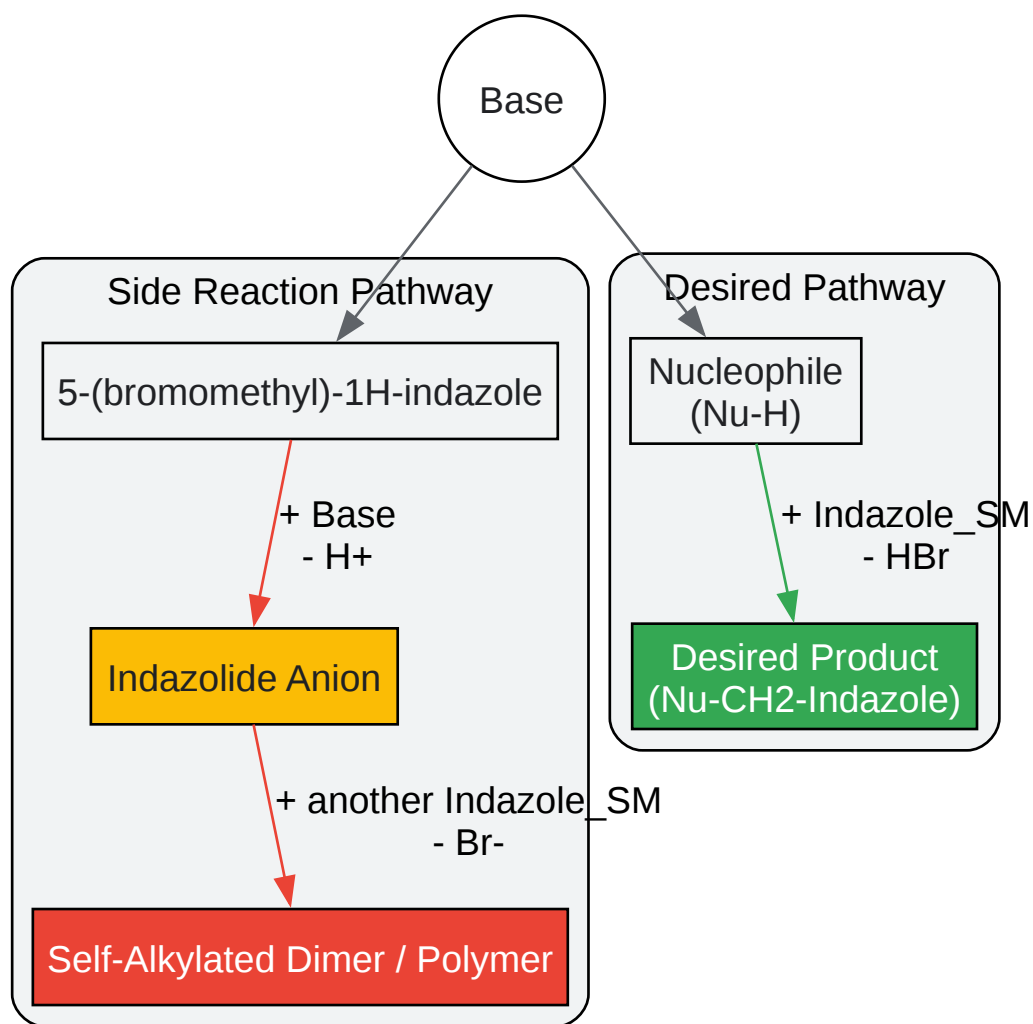 Base
Side Reaction Pathway
5-(bromomethyl)-1H-indazole
+ Base
- H+
Indazolide Anion
+ another Indazole_SM
- Br-
Self-Alkylated Dimer / Polymer
Desired Pathway
Nucleophile
(Nu-H)
+ Indazole_SM
- HBr
Desired Product
(Nu-CH2-Indazole)